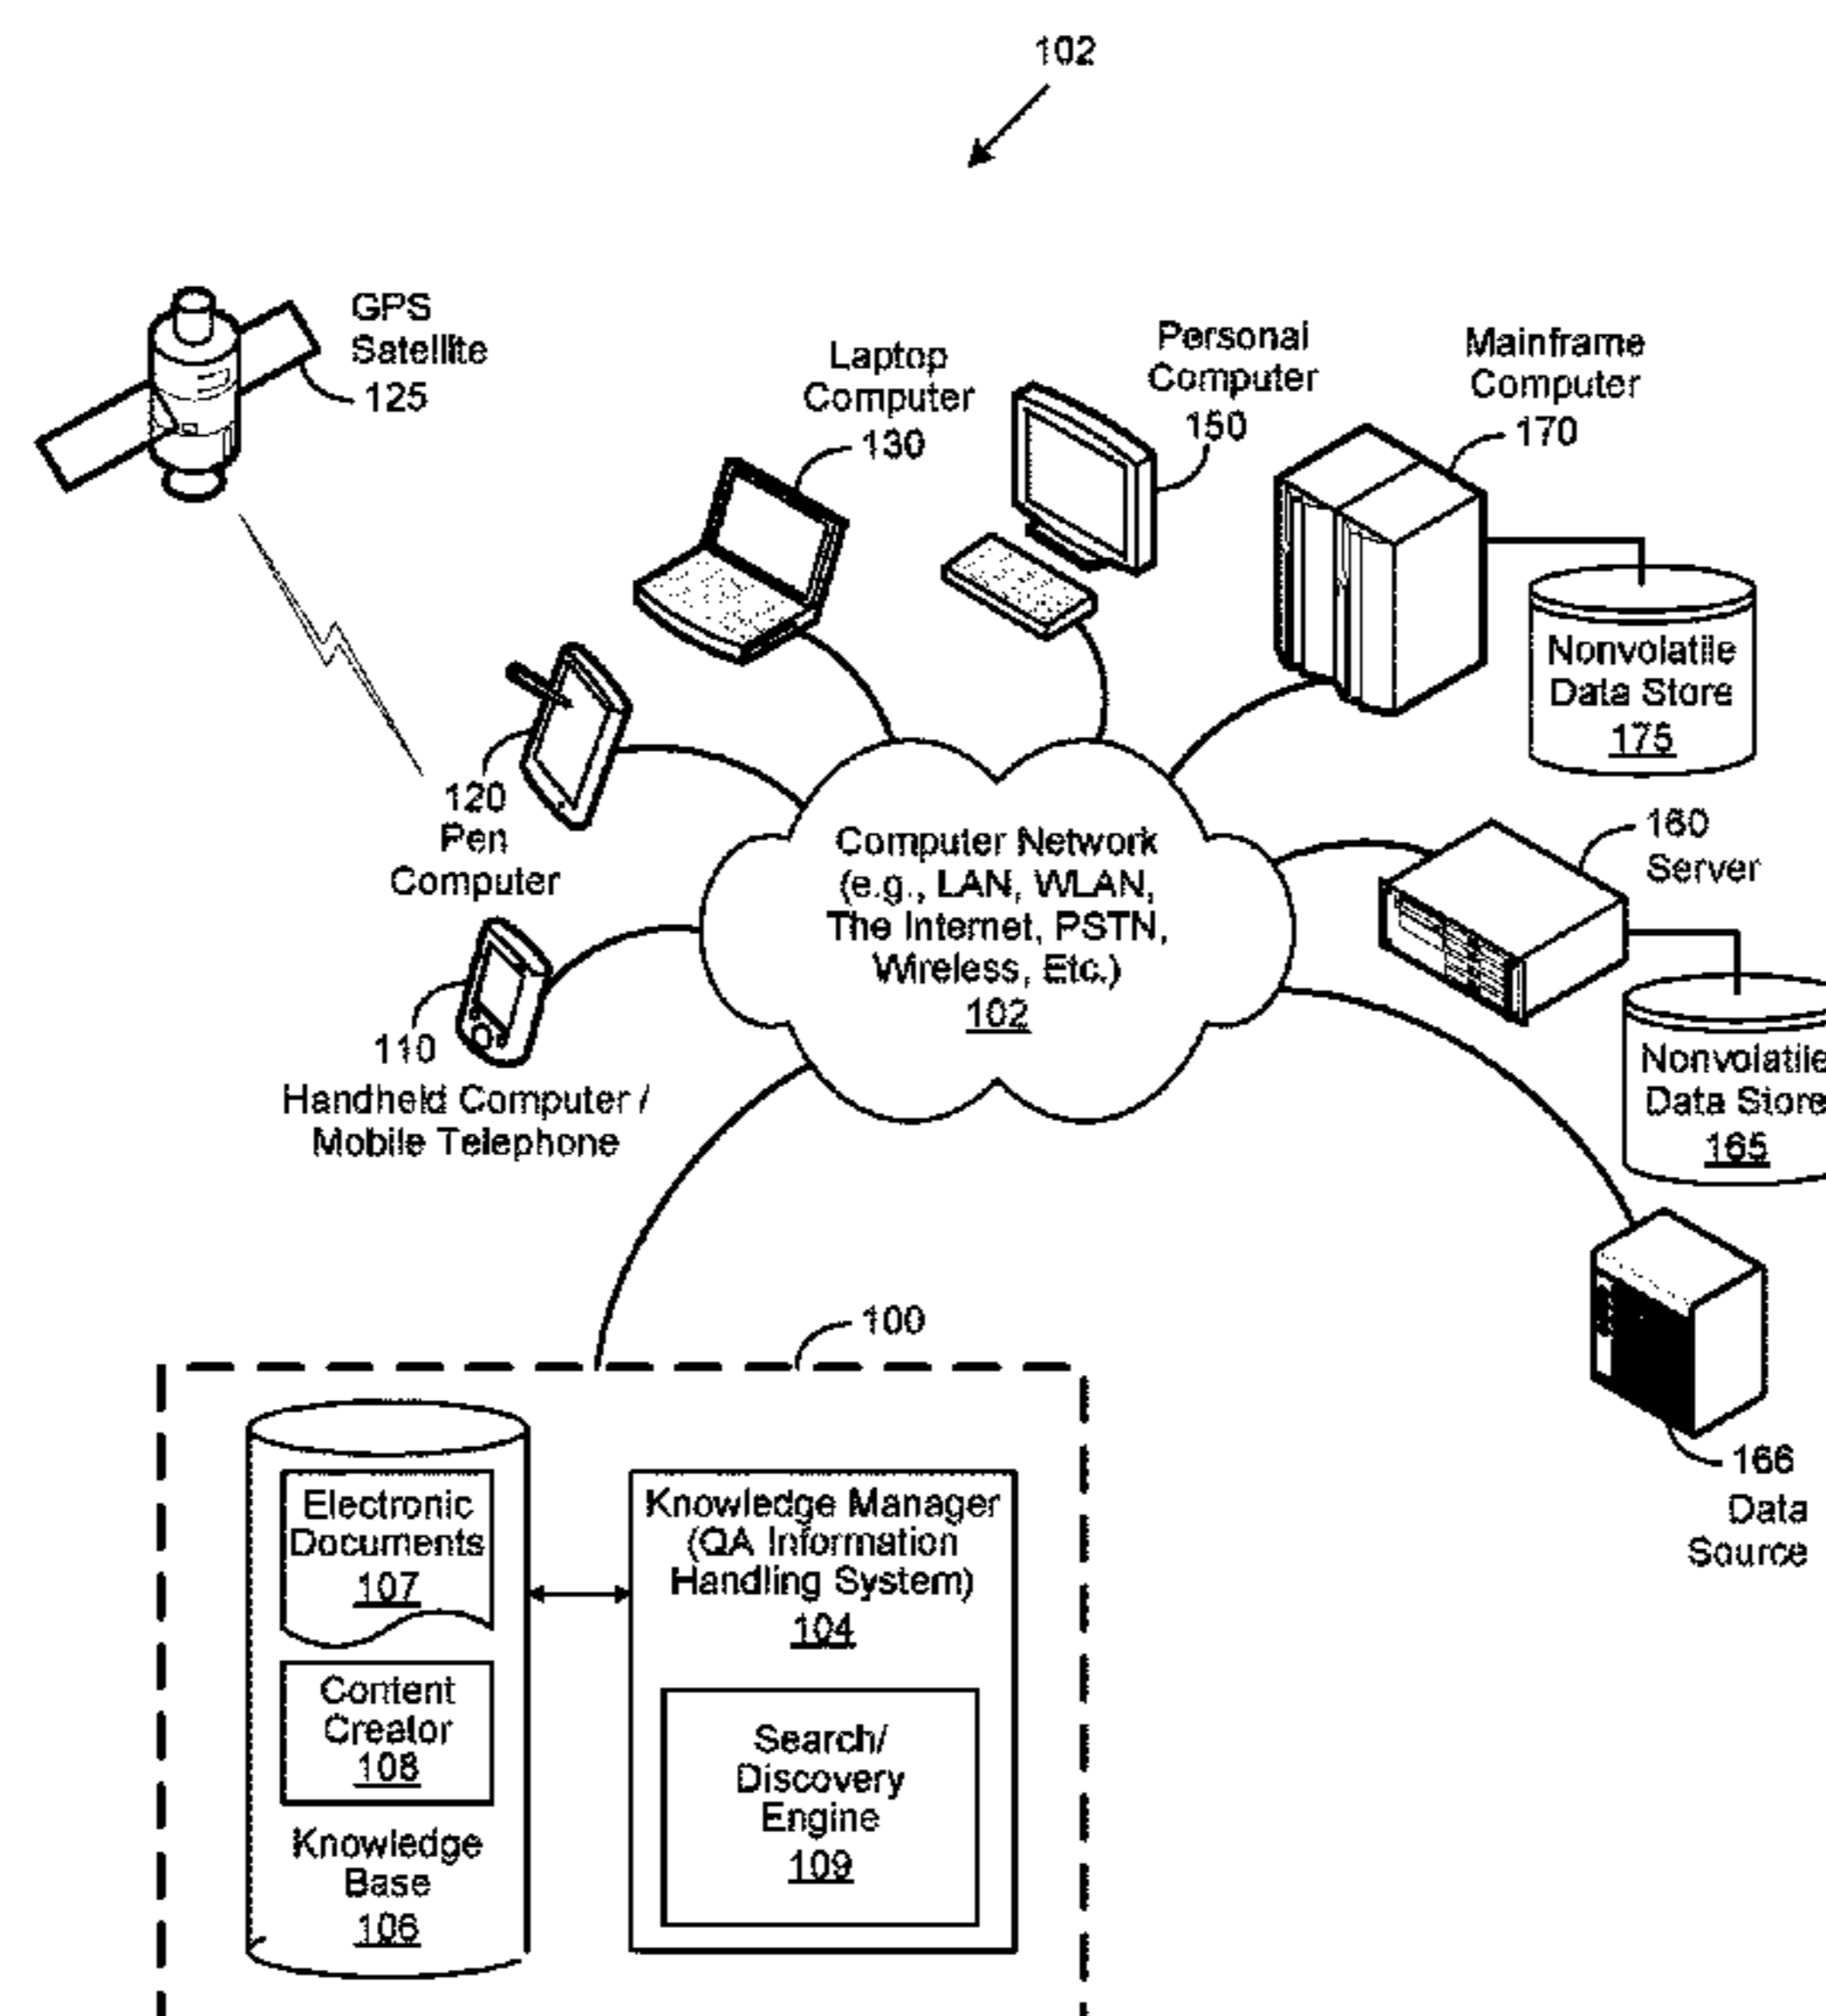 102
GPS
Satellite
125
Laptop
Computer
130
Personal
Computer
150
Mainframe
Computer
170
Nonvolatile
Data Store
175
120
Pen
Computer
Computer Network
(e.g., LAN, WLAN,
The Internet, PSTN,
Wireless, Etc.)
102
160
Server
Nonvolatile
Data Store
165
110
Handheld Computer /
Mobile Telephone
166
Data
Source
100
Electronic
Documents
107
Content
Creator
108
Knowledge
Base
106
Knowledge Manager
(QA Information
Handling System)
104
Search/
Discovery
Engine
109